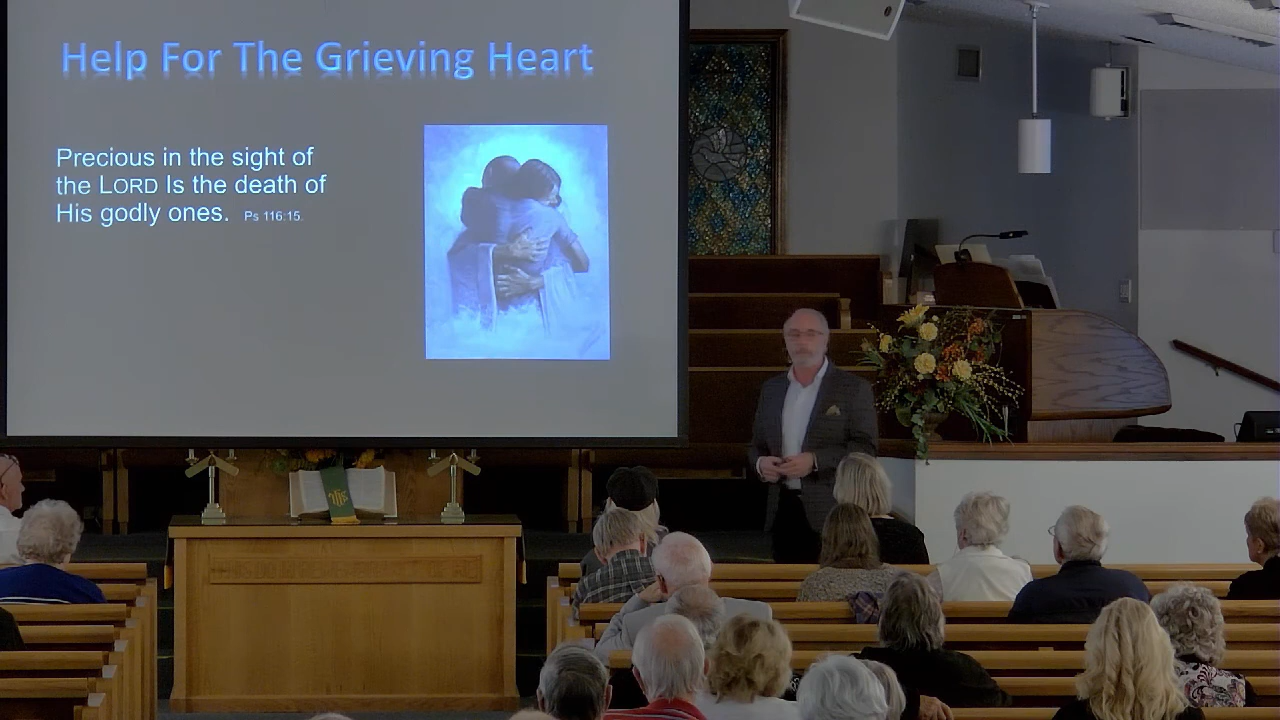 Help For The Grieving Heart
Precious in the sight of
the LORD Is the death of
His godly ones. Ps 116:15.